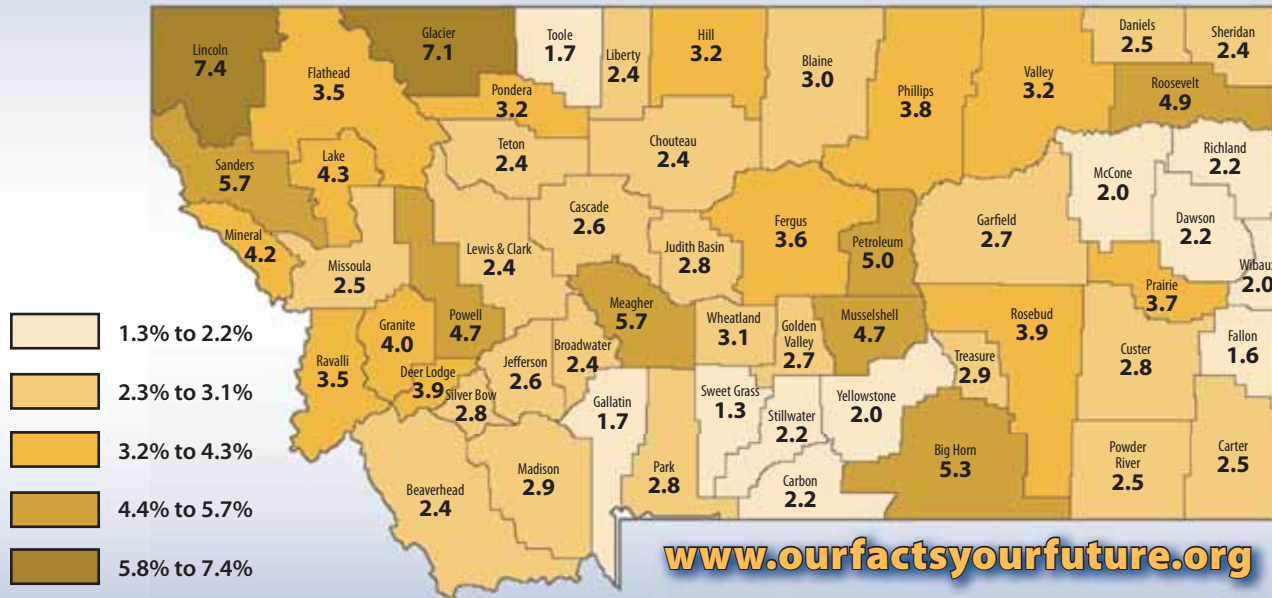 Lincoln
7.4
Flathead
3.5
Glacier
7.1
Toole
1.7
Liberty
2.4
Hill
3.2
Blaine
3.0
Phillips
3.8
Valley
3.2
Daniels
2.5
Sheridan
2.4
Roosevelt
4.9
Pondera
3.2
Teton
2.4
Chouteau
2.4
Sanders
5.7
Lake
4.3
Richland
2.2
McCone
2.0
Dawson
2.2
Wibaux
2.0
Mineral
4.2
Missoula
2.5
Lewis & Clark
2.4
Cascade
2.6
Judith Basin
2.8
Fergus
3.6
Petroleum
5.0
Garfield
2.7
Prairie
3.7
Ravalli
3.5
Granite
4.0
Powell
4.7
Deer Lodge
3.9
Silver Bow
2.8
Jefferson
2.6
Broadwater
2.4
Meagher
5.7
Wheatland
3.1
Golden
Valley
2.7
Musselshell
4.7
Treasure
2.9
Rosebud
3.9
Custer
2.8
Fallon
1.6
Beaverhead
2.4
Madison
2.9
Gallatin
1.7
Park
2.8
Sweet Grass
1.3
Stillwater
2.2
Carbon
2.2
Yellowstone
2.0
Big Horn
5.3
Powder
River
2.5
Carter
2.5
1.3% to 2.2%
2.3% to 3.1%
3.2% to 4.3%
4.4% to 5.7%
5.8% to 7.4%
www.ourfactsyourfuture.org